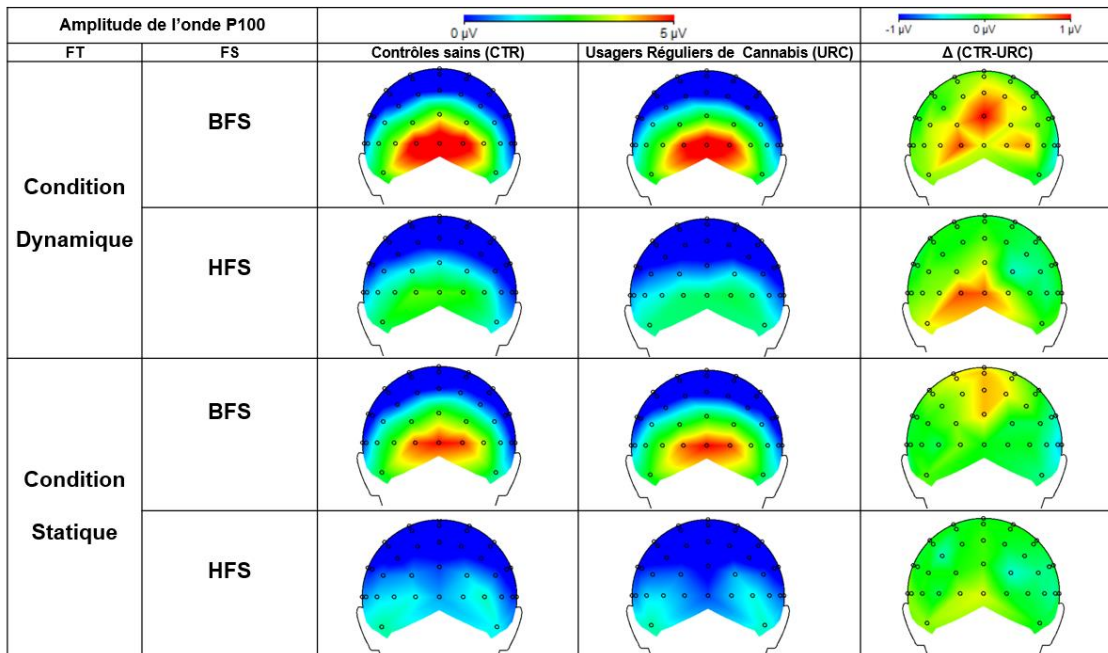 Amplitude de l'onde P100
0 µV 5 µV
-1 µV 0 µV 1 µV
FT FS Contrôles sains (CTR) Usagers Réguliers de Cannabis (URC) Δ (CTR-URC)
BFS
Condition
Dynamique
HFS
BFS
Condition
Statique
HFS